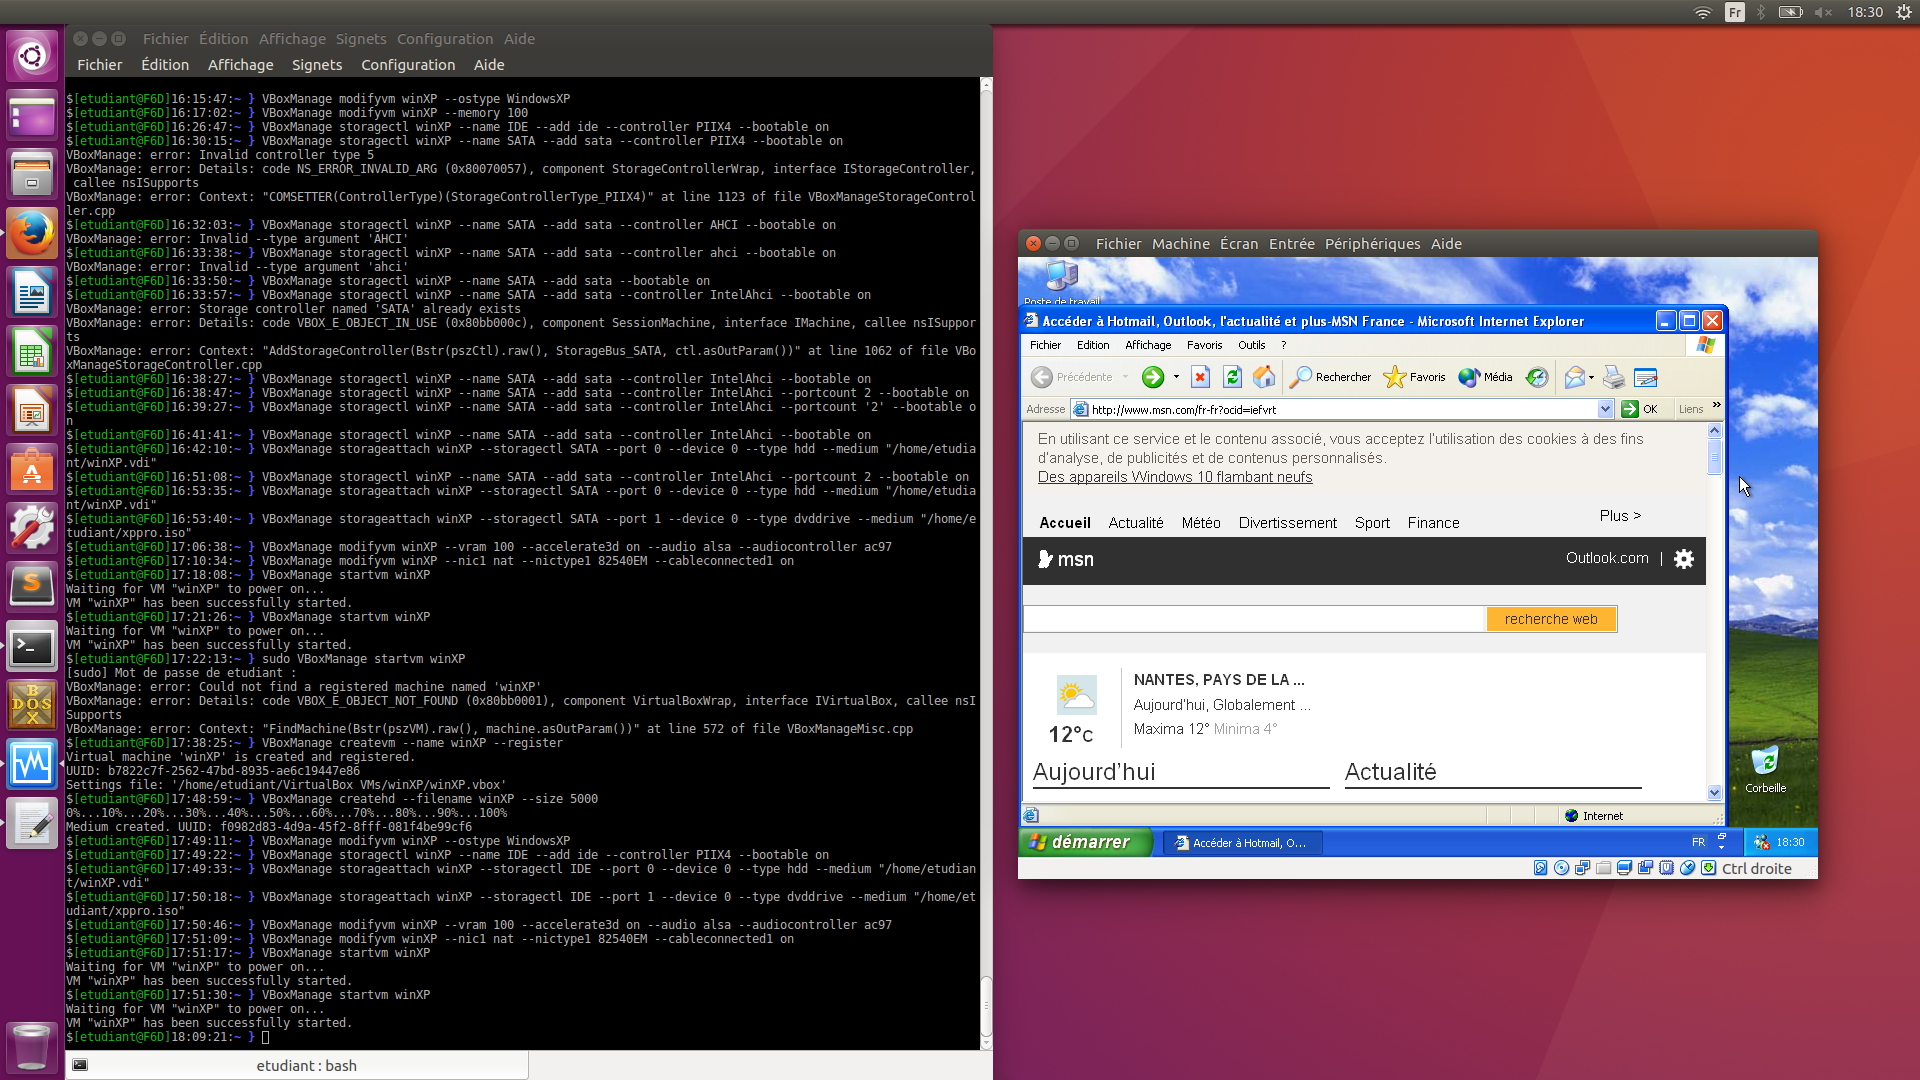 Fr
18:30
Fichier Édition Affichage Signets Configuration Aide
Fichier Édition Affichage Signets Configuration Aide
$[etudiant@F6D]16:15:47:~ } VBoxManage modifyvm winXP --ostype WindowsXP
$[etudiant@F6D]16:17:02:~ } VBoxManage modifyvm winXP --memory 100
$[etudiant@F6D]16:26:47:~ } VBoxManage storagectl winXP --name IDE --add ide --controller PIIX4 --bootable on
$[etudiant@F6D]16:30:15:~ } VBoxManage storagectl winXP --name SATA --add sata --controller PIIX4 --bootable on
VBoxManage: error: Invalid controller type 5
VBoxManage: error: Details: code NS_ERROR_INVALID_ARG (0x80070057), component StorageControllerWrap, interface IStorageController,
 callee nsISupports
VBoxManage: error: Context: "COMSETTER(ControllerType)(StorageControllerType_PIIX4)" at line 1123 of file VBoxManageStorageControl
ler.cpp
$[etudiant@F6D]16:32:03:~ } VBoxManage storagectl winXP --name SATA --add sata --controller AHCI --bootable on
VBoxManage: error: Invalid --type argument 'AHCI'
$[etudiant@F6D]16:33:38:~ } VBoxManage storagectl winXP --name SATA --add sata --controller ahci --bootable on
VBoxManage: error: Invalid --type argument 'ahci'
$[etudiant@F6D]16:33:50:~ } VBoxManage storagectl winXP --name SATA --add sata --bootable on
$[etudiant@F6D]16:33:57:~ } VBoxManage storagectl winXP --name SATA --add sata --controller IntelAhci --bootable on
VBoxManage: error: Storage controller named 'SATA' already exists
VBoxManage: error: Details: code VBOX_E_OBJECT_IN_USE (0x80bb000c), component SessionMachine, interface IMachine, callee nsISuppor
ts
VBoxManage: error: Context: "AddStorageController(Bstr(pszCtl).raw(), StorageBus_SATA, ctl.asOutParam())" at line 1062 of file VBo
xManageStorageController.cpp
$[etudiant@F6D]16:38:27:~ } VBoxManage storagectl winXP --name SATA --add sata --controller IntelAhci --bootable on
$[etudiant@F6D]16:38:47:~ } VBoxManage storagectl winXP --name SATA --add sata --controller IntelAhci --portcount 2 --bootable on
$[etudiant@F6D]16:39:27:~ } VBoxManage storagectl winXP --name SATA --add sata --controller IntelAhci --portcount '2' --bootable o
n
$[etudiant@F6D]16:41:41:~ } VBoxManage storagectl winXP --name SATA --add sata --controller IntelAhci --bootable on
$[etudiant@F6D]16:42:10:~ } VBoxManage storageattach winXP --storagectl SATA --port 0 --device 0 --type hdd --medium "/home/etudia
nt/winXP.vdi"
$[etudiant@F6D]16:51:08:~ } VBoxManage storagectl winXP --name SATA --add sata --controller IntelAhci --portcount 2 --bootable on
$[etudiant@F6D]16:53:35:~ } VBoxManage storageattach winXP --storagectl SATA --port 0 --device 0 --type hdd --medium "/home/etudia
nt/winXP.vdi"
$[etudiant@F6D]16:53:40:~ } VBoxManage storageattach winXP --storagectl SATA --port 1 --device 0 --type dvddrive --medium "/home/e
tudiant/xppro.iso"
$[etudiant@F6D]17:06:38:~ } VBoxManage modifyvm winXP --vram 100 --accelerate3d on --audio alsa --audiocontroller ac97
$[etudiant@F6D]17:10:34:~ } VBoxManage modifyvm winXP --nic1 nat --nictype1 82540EM --cableconnected1 on
$[etudiant@F6D]17:18:08:~ } VBoxManage startvm winXP
Waiting for VM "winXP" to power on...
VM "winXP" has been successfully started.
$[etudiant@F6D]17:21:26:~ } VBoxManage startvm winXP
Waiting for VM "winXP" to power on...
VM "winXP" has been successfully started.
$[etudiant@F6D]17:22:13:~ } sudo VBoxManage startvm winXP
[sudo] Mot de passe de etudiant :
VBoxManage: error: Could not find a registered machine named 'winXP'
VBoxManage: error: Details: code VBOX_E_OBJECT_NOT_FOUND (0x80bb0001), component VirtualBoxWrap, interface IVirtualBox, callee nsI
Supports
VBoxManage: error: Context: "FindMachine(Bstr(pszVM).raw(), machine.asOutParam())" at line 572 of file VBoxManageMisc.cpp
$[etudiant@F6D]17:38:25:~ } VBoxManage createvm --name winXP --register
Virtual machine 'winXP' is created and registered.
UUID: b7822c7f-2562-47bd-8935-ae6c19447e86
Settings file: '/home/etudiant/VirtualBox VMs/winXP/winXP.vbox'
$[etudiant@F6D]17:48:59:~ } VBoxManage createhd --filename winXP --size 5000
0%...10%...20%...30%...40%...50%...60%...70%...80%...90%...100%
Medium created. UUID: f0982d83-4d9a-45f2-8fff-081f4be99cf6
$[etudiant@F6D]17:49:11:~ } VBoxManage modifyvm winXP --ostype WindowsXP
$[etudiant@F6D]17:49:22:~ } VBoxManage storagectl winXP --name IDE --add ide --controller PIIX4 --bootable on
$[etudiant@F6D]17:49:33:~ } VBoxManage storageattach winXP --storagectl IDE --port 0 --device 0 --type hdd --medium "/home/etudian
t/winXP.vdi"
$[etudiant@F6D]17:50:18:~ } VBoxManage storageattach winXP --storagectl IDE --port 1 --device 0 --type dvddrive --medium "/home/et
udiant/xppro.iso"
$[etudiant@F6D]17:50:46:~ } VBoxManage modifyvm winXP --vram 100 --accelerate3d on --audio alsa --audiocontroller ac97
$[etudiant@F6D]17:51:09:~ } VBoxManage modifyvm winXP --nic1 nat --nictype1 82540EM --cableconnected1 on
$[etudiant@F6D]17:51:17:~ } VBoxManage startvm winXP
Waiting for VM "winXP" to power on...
VM "winXP" has been successfully started.
$[etudiant@F6D]17:51:30:~ } VBoxManage startvm winXP
Waiting for VM "winXP" to power on...
VM "winXP" has been successfully started.
$[etudiant@F6D]18:09:21:~ }
etudiant : bash
BOX
DOS
Fichier Machine Écran Entrée Périphériques Aide
Poste de travail
Accéder à Hotmail, Outlook, l'actualité et plus-MSN France - Microsoft Internet Explorer
Fichier Edition Affichage Favoris Outils ?
Précédente Rechercher Favoris Média
Adresse http://www.msn.com/fr-fr?ocid=iefvrt OK Liens »
En utilisant ce service et le contenu associé, vous acceptez l'utilisation des cookies à des fins
d'analyse, de publicités et de contenus personnalisés.
Des appareils Windows 10 flambant neufs
Accueil Actualité Météo Divertissement Sport Finance Plus >
msn Outlook.com |
recherche web
NANTES, PAYS DE LA ...
Aujourd'hui, Globalement ...
12°C Maxima 12° Minima 4°
Aujourd'hui Actualité
Corbeille
Internet
démarrer Accéder à Hotmail, O... FR 18:30
Ctrl droite